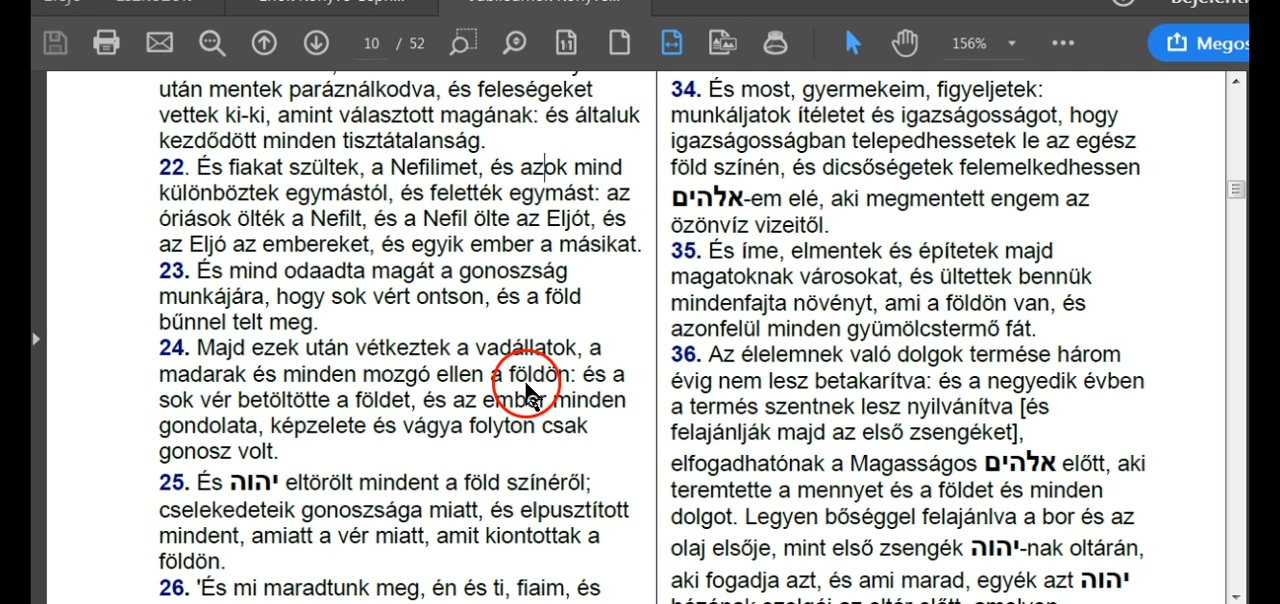 10 / 52
156%
Megos
után mentek paráználkodva, és feleségeket
vettek ki-ki, amint választott magának: és általuk
kezdődött minden tisztátalanság.
22. És fiakat szültek, a Nefilimet, és azok mind
különböztek egymástól, és felették egymást: az
óriások ölték a Nefilt, és a Nefil ölte az Eljót, és
az Eljó az embereket, és egyik ember a másikat.
23. És mind odaadta magát a gonoszság
munkájára, hogy sok vért ontson, és a föld
bűnnel telt meg.
24. Majd ezek után vétkeztek a vadállatok, a
madarak és minden mozgó ellen a földön: és a
sok vér betöltötte a földet, és az ember minden
gondolata, képzelete és vágya folyton csak
gonosz volt.
25. És יהוה eltörölt mindent a föld színéről;
cselekedeteik gonoszsága miatt, és elpusztított
mindent, amiatt a vér miatt, amit kiontottak a
földön.
26. 'És mi maradtunk meg, én és ti, fiaim, és
34. És most, gyermekeim, figyeljetek:
munkáljatok ítéletet és igazságosságot, hogy
igazságosságban telepedhessetek le az egész
föld színén, és dicsőségetek felemelkedhessen
אלהים-em elé, aki megmentett engem az
özönvíz vizeitől.
35. És íme, elmentek és építetek majd
magatoknak városokat, és ültettek bennük
mindenfajta növényt, ami a földön van, és
azonfelül minden gyümölcstermő fát.
36. Az élelemnek való dolgok termése három
évig nem lesz betakarítva: és a negyedik évben
a termés szentnek lesz nyilvánítva [és
felajánlják majd az első zsengéket],
elfogadhatónak a Magasságos אלהים előtt, aki
teremtette a mennyet és a földet és minden
dolgot. Legyen bőséggel felajánlva a bor és az
olaj elsője, mint első zsengék יהוה-nak oltárán,
aki fogadja azt, és ami marad, egyék azt יהוה